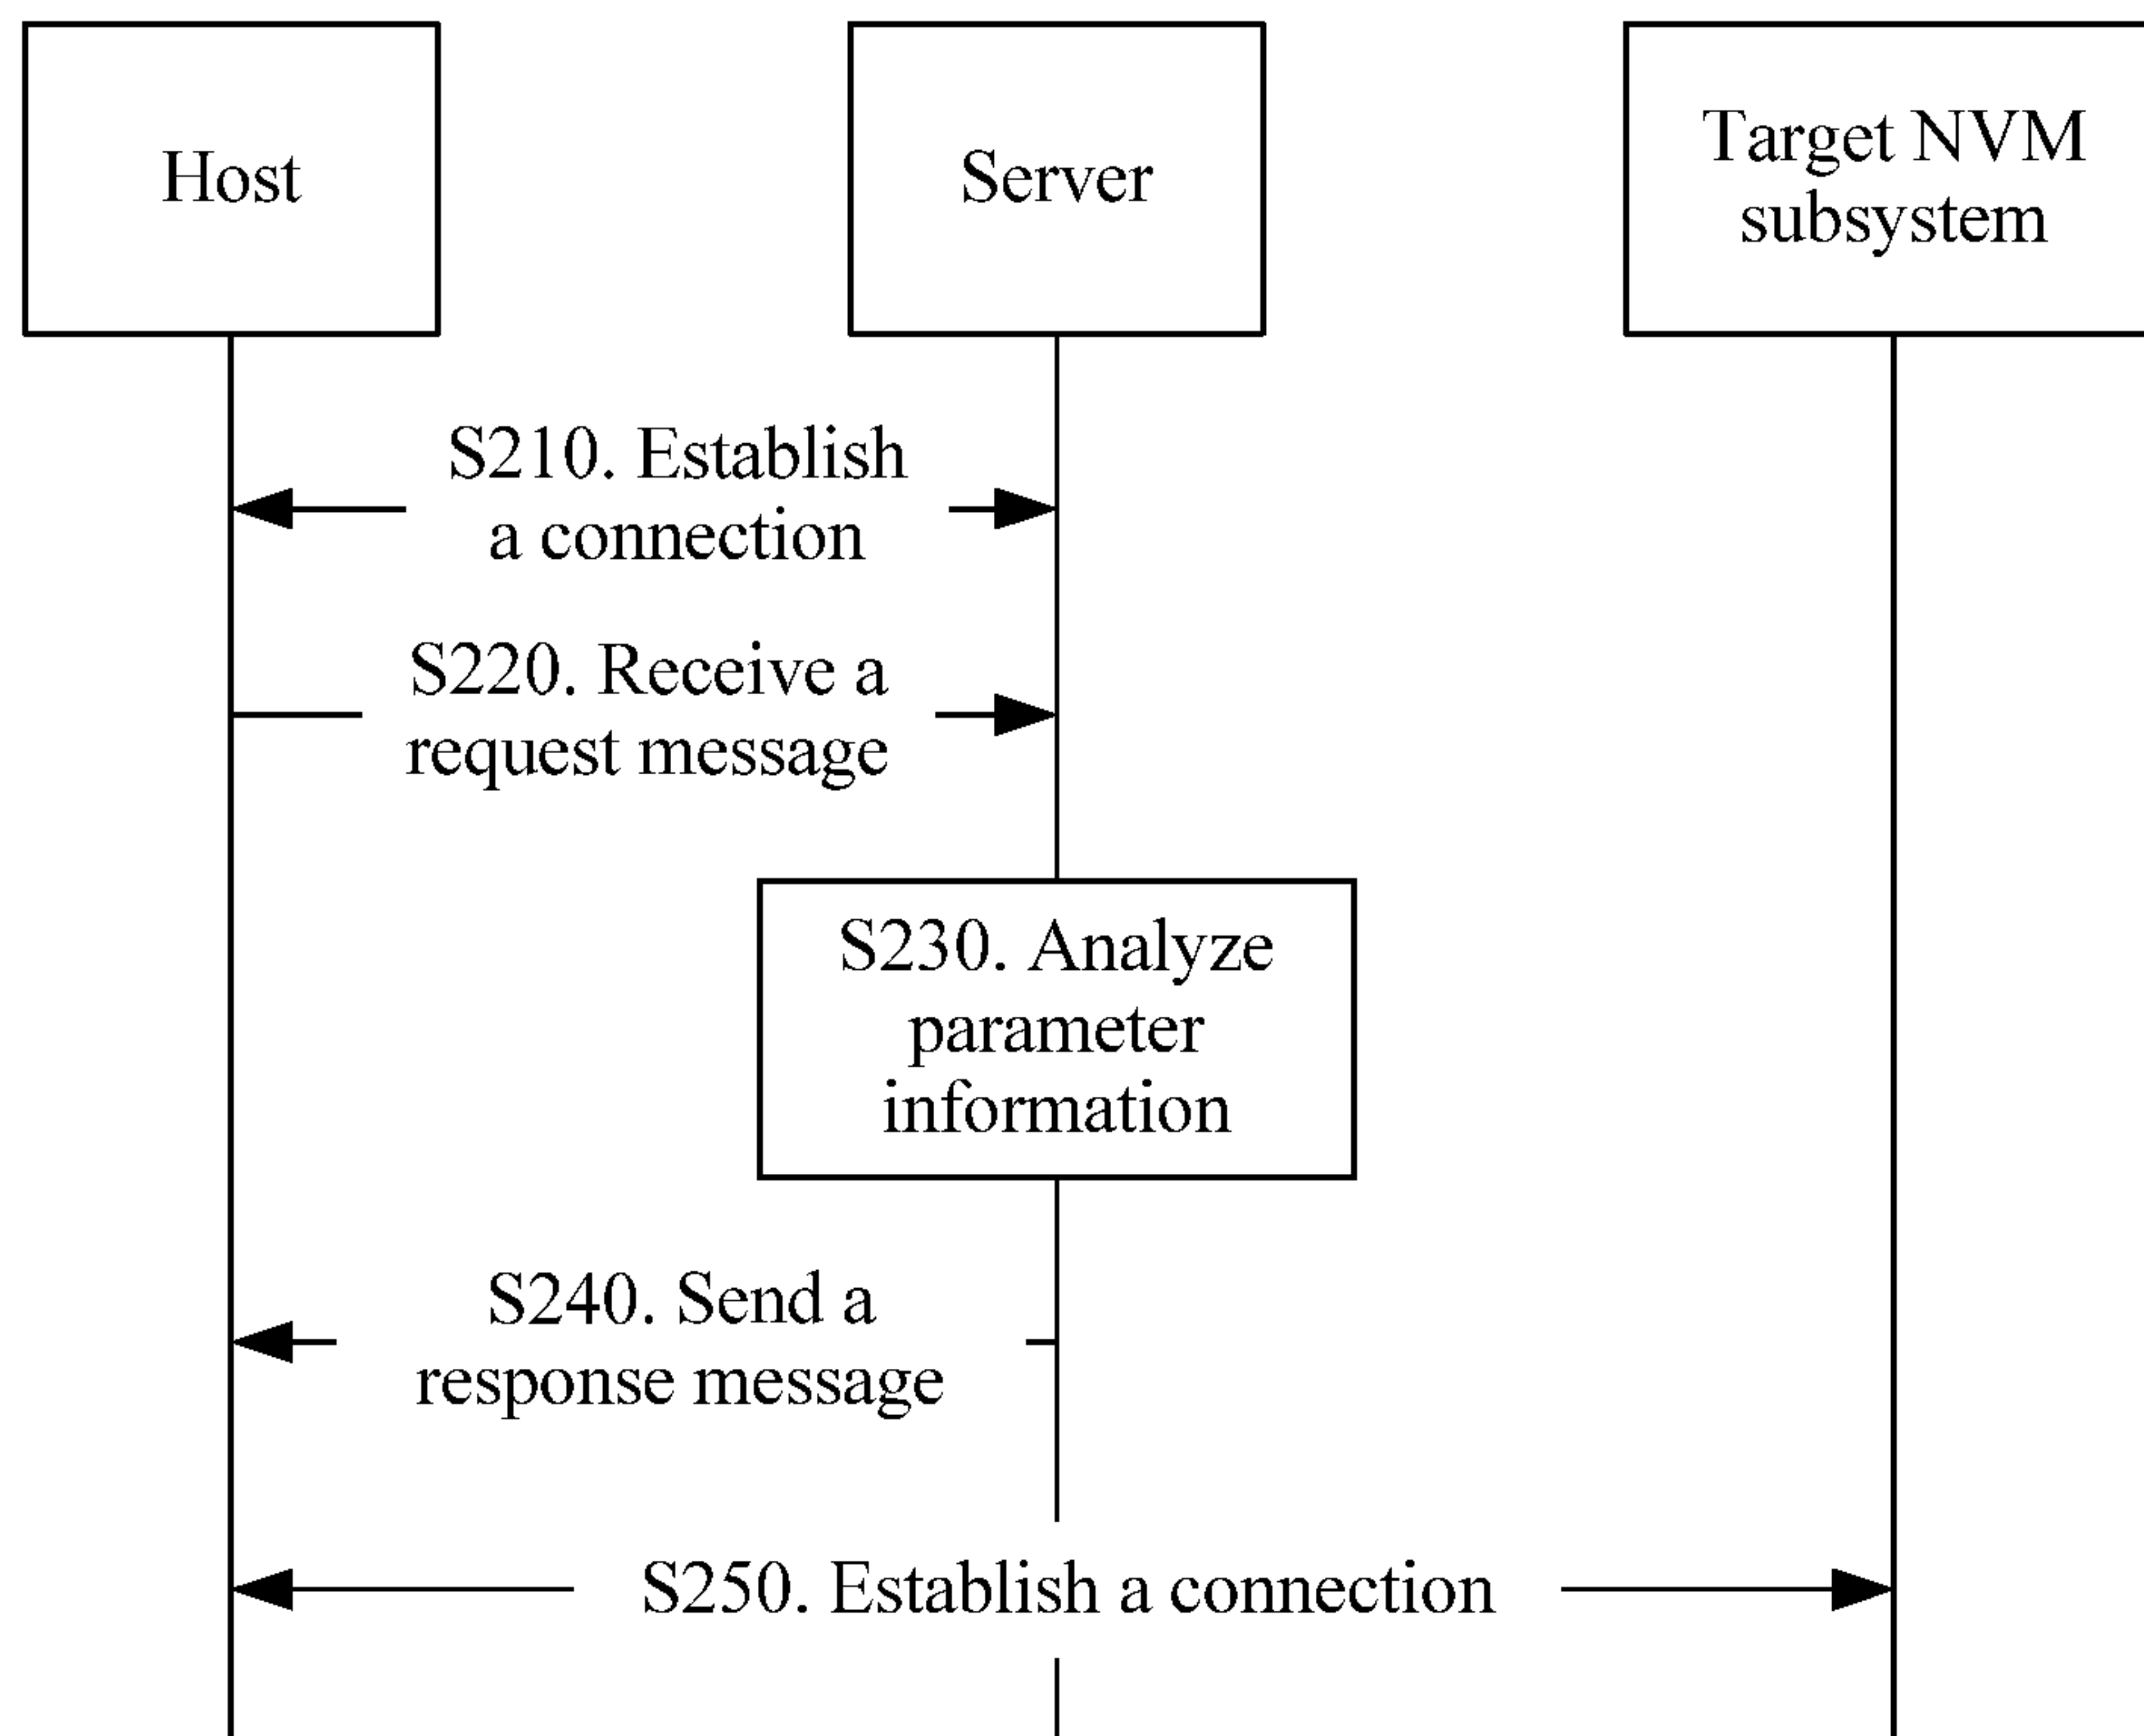 Host
Server
Target NVM
subsystem
S210. Establish
a connection
S220. Receive a
request message
S230. Analyze
parameter
information
S240. Send a
response message
S250. Establish a connection